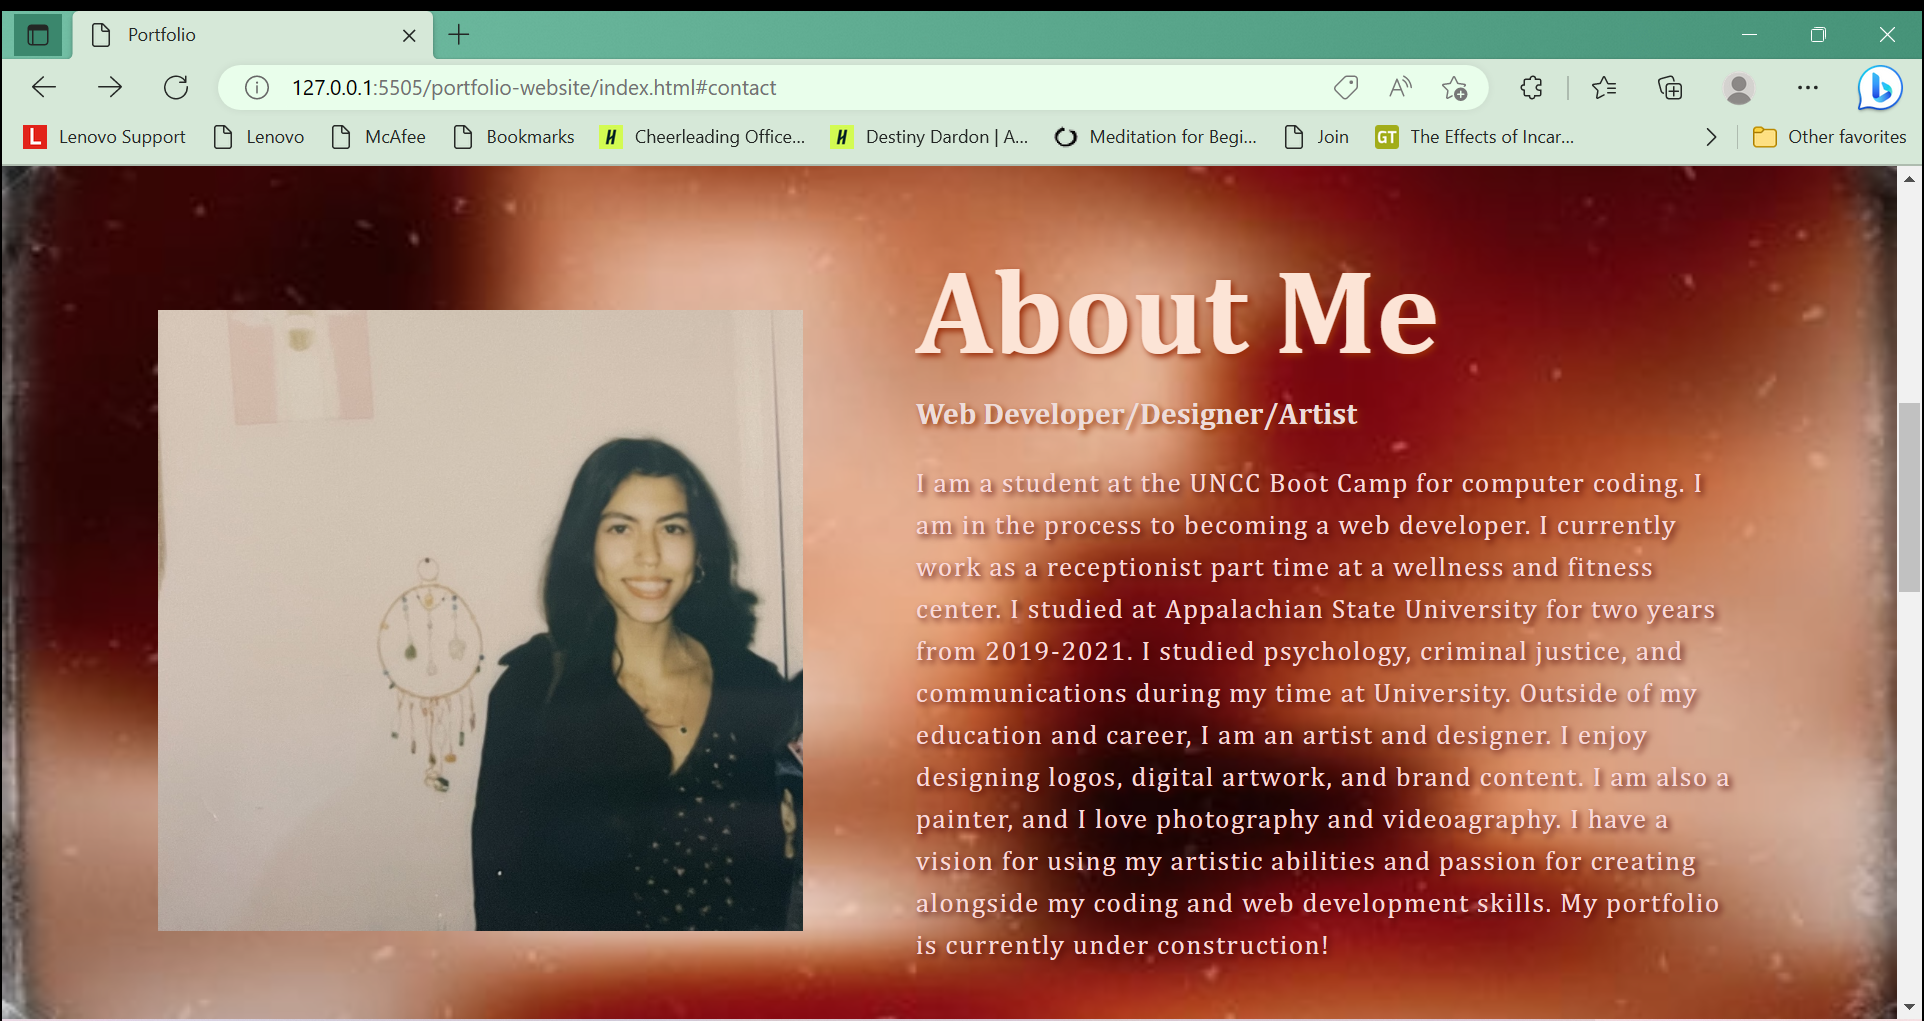 Portfolio
127.0.0.1:5505/portfolio-website/index.html#contact
L Lenovo Support Lenovo McAfee Bookmarks H Cheerleading Office... H Destiny Dardon | A... Meditation for Begi... Join GT The Effects of Incar... Other favorites
About Me
Web Developer/Designer/Artist
I am a student at the UNCC Boot Camp for computer coding. I
am in the process to becoming a web developer. I currently
work as a receptionist part time at a wellness and fitness
center. I studied at Appalachian State University for two years
from 2019-2021. I studied psychology, criminal justice, and
communications during my time at University. Outside of my
education and career, I am an artist and designer. I enjoy
designing logos, digital artwork, and brand content. I am also a
painter, and I love photography and videoagraphy. I have a
vision for using my artistic abilities and passion for creating
alongside my coding and web development skills. My portfolio
is currently under construction!